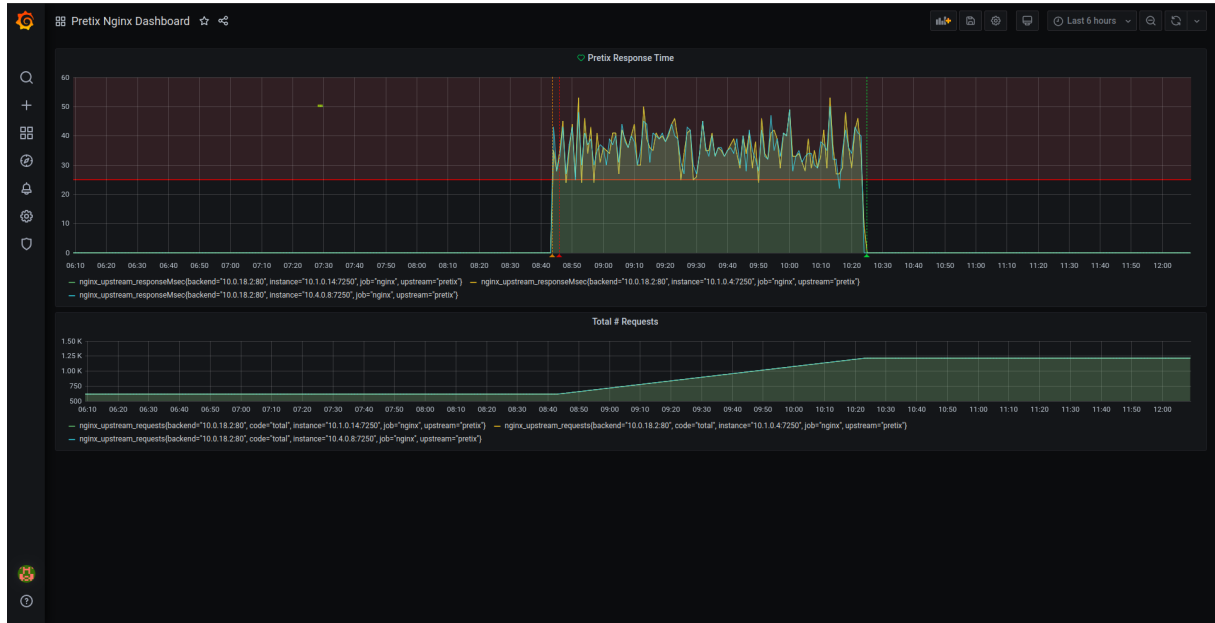 Pretix Nginx Dashboard
Last 6 hours
Pretix Response Time
60
50
40
30
20
10
0
06:10 06:20 06:30 06:40 06:50 07:00 07:10 07:20 07:30 07:40 07:50 08:00 08:10 08:20 08:30 08:40 08:50 09:00 09:10 09:20 09:30 09:40 09:50 10:00 10:10 10:20 10:30 10:40 10:50 11:00 11:10 11:20 11:30 11:40 11:50 12:00
nginx_upstream_responseMsec{backend="10.0.18.2:80", instance="10.1.0.14:7250", job="nginx", upstream="pretix"} nginx_upstream_responseMsec{backend="10.0.18.2:80", instance="10.1.0.4:7250", job="nginx", upstream="pretix"}
nginx_upstream_responseMsec{backend="10.0.18.2:80", instance="10.4.0.8:7250", job="nginx", upstream="pretix"}
Total # Requests
1.50 K
1.25 K
1.00 K
750
500
06:10 06:20 06:30 06:40 06:50 07:00 07:10 07:20 07:30 07:40 07:50 08:00 08:10 08:20 08:30 08:40 08:50 09:00 09:10 09:20 09:30 09:40 09:50 10:00 10:10 10:20 10:30 10:40 10:50 11:00 11:10 11:20 11:30 11:40 11:50 12:00
nginx_upstream_requests{backend="10.0.18.2:80", code="total", instance="10.1.0.14:7250", job="nginx", upstream="pretix"} nginx_upstream_requests{backend="10.0.18.2:80", code="total", instance="10.1.0.4:7250", job="nginx", upstream="pretix"}
nginx_upstream_requests{backend="10.0.18.2:80", code="total", instance="10.4.0.8:7250", job="nginx", upstream="pretix"}